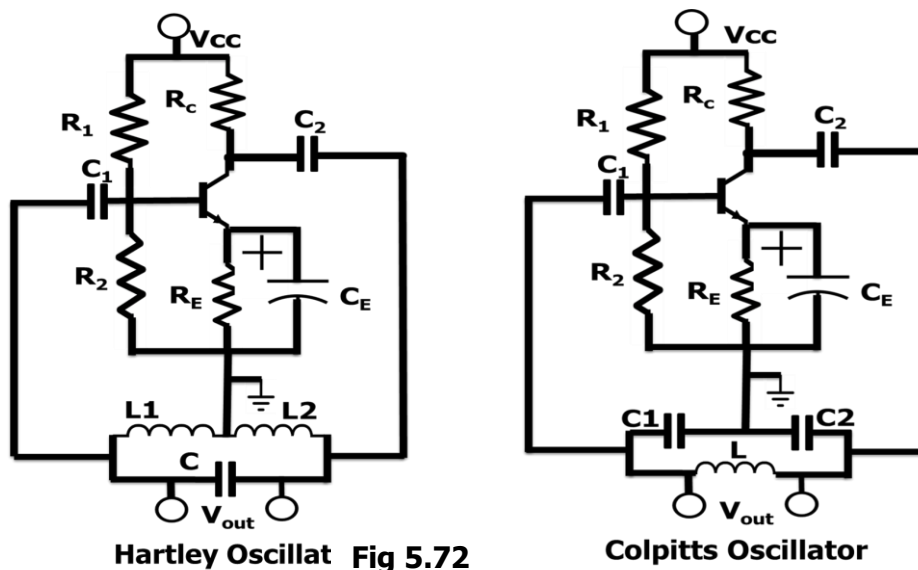 Vcc
R1
Rc
C2
C1
R2
RE
CE
L1 L2
C
Vout
Hartley Oscillat Fig 5.72
Vcc
R1
Rc
C2
C1
R2
RE
CE
C1 C2
L
Vout
Colpitts Oscillator